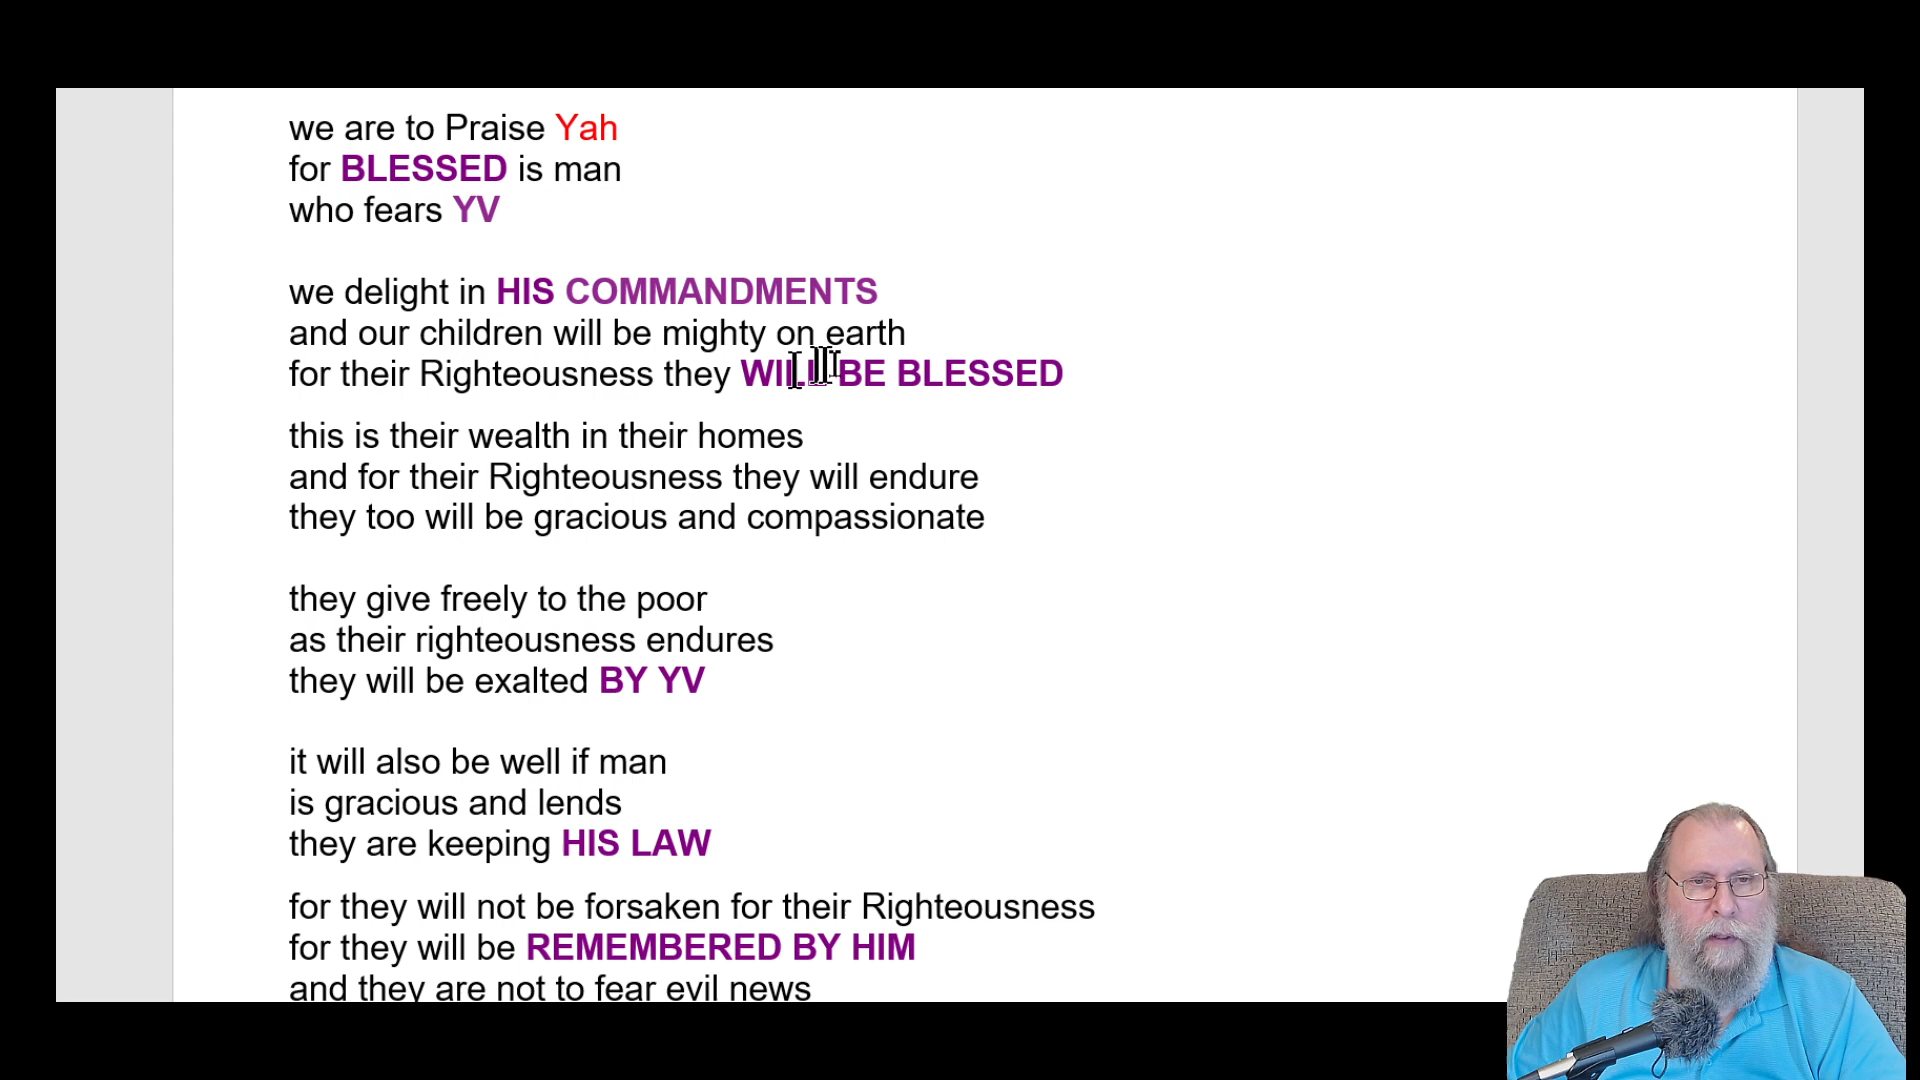 we are to Praise Yah
for BLESSED is man
who fears YV
we delight in HIS COMMANDMENTS
and our children will be mighty on earth
for their Righteousness they WILL BE BLESSED
this is their wealth in their homes
and for their Righteousness they will endure
they too will be gracious and compassionate
they give freely to the poor
as their righteousness endures
they will be exalted BY YV
it will also be well if man
is gracious and lends
they are keeping HIS LAW
for they will not be forsaken for their Righteousness
for they will be REMEMBERED BY HIM
and they are not to fear evil news